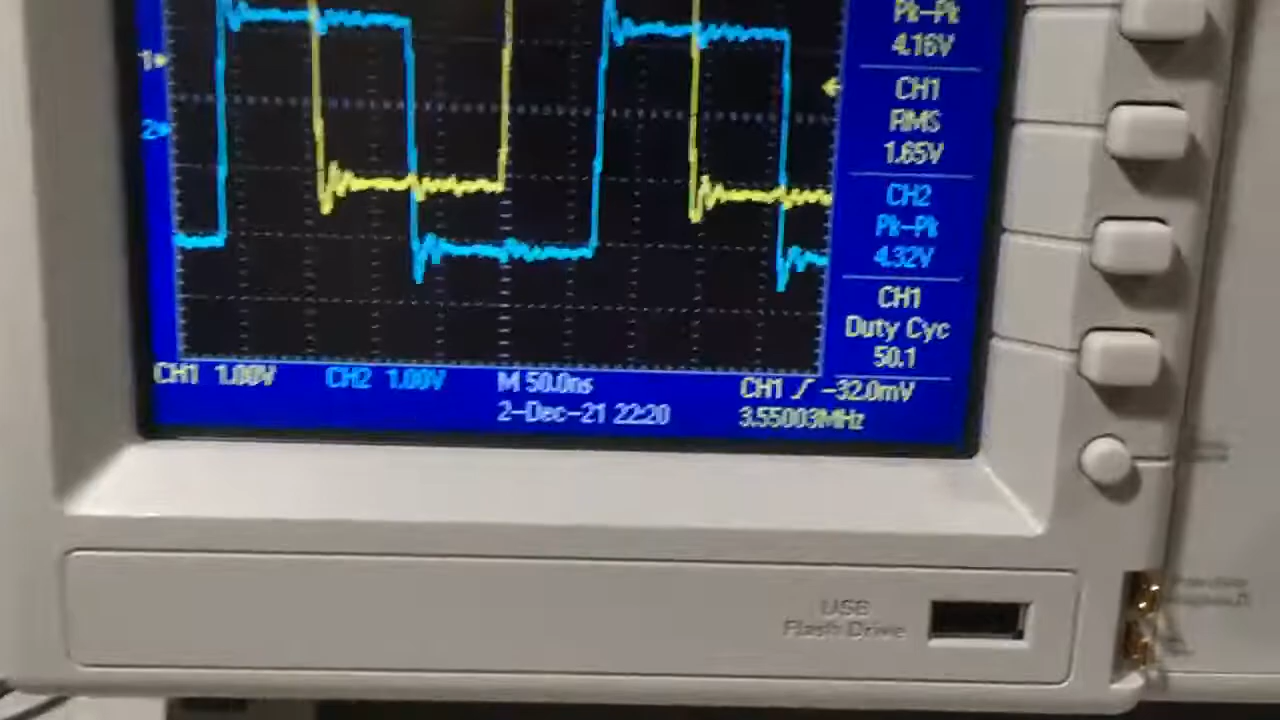 Pk-Pk
4.16V
1
CH1
RMS
1.65V
2
CH2
Pk-Pk
4.32V
CH1
Duty Cyc
50.1
CH1 1.00V CH2 1.00V M 50.0ns CH1 / -32.0mV
2-Dec-21 22:20 3.55003MHz
USB
Flash Drive